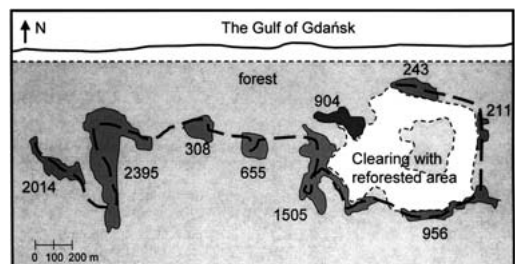 N
The Gulf of Gdańsk
forest
243
904
211
308
655
Clearing with
reforested area
2014
2395
1505
956
0 100 200 m